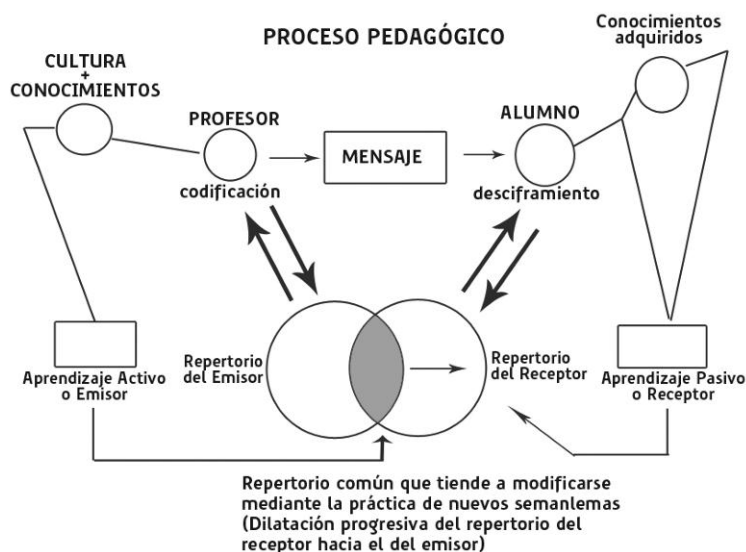 PROCESO PEDAGÓGICO
Conocimientos
adquiridos
CULTURA
+
CONOCIMIENTOS
PROFESOR
ALUMNO
MENSAJE
codificación
desciframiento
Repertorio
del Emisor
Repertorio
del Receptor
Aprendizaje Activo
o Emisor
Aprendizaje Pasivo
o Receptor
Repertorio común que tiende a modificarse
mediante la práctica de nuevos semanlemas
(Dilatación progresiva del repertorio del
receptor hacia el del emisor)